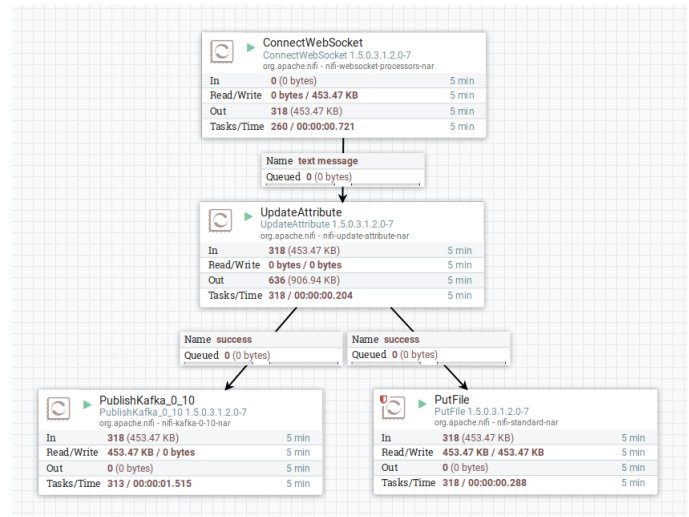 ConnectWebSocket
ConnectWebSocket 1.5.0.3.1.2.0-7
org.apache.nifi - nifi-websocket-processors-nar
In 0 (0 bytes) 5 min
Read/Write 0 bytes / 453.47 KB 5 min
Out 318 (453.47 KB) 5 min
Tasks/Time 260 / 00:00:00.721 5 min
Name text message
Queued 0 (0 bytes)
UpdateAttribute
UpdateAttribute 1.5.0.3.1.2.0-7
org.apache.nifi - nifi-update-attribute-nar
In 318 (453.47 KB) 5 min
Read/Write 0 bytes / 0 bytes 5 min
Out 636 (906.94 KB) 5 min
Tasks/Time 318 / 00:00:00.204 5 min
Name success
Queued 0 (0 bytes)
Name success
Queued 0 (0 bytes)
PublishKafka_0_10
PublishKafka_0_10 1.5.0.3.1.2.0-7
org.apache.nifi - nifi-kafka-0-10-nar
In 318 (453.47 KB) 5 min
Read/Write 453.47 KB / 0 bytes 5 min
Out 0 (0 bytes) 5 min
Tasks/Time 313 / 00:00:01.515 5 min
PutFile
PutFile 1.5.0.3.1.2.0-7
org.apache.nifi - nifi-standard-nar
In 318 (453.47 KB) 5 min
Read/Write 453.47 KB / 453.47 KB 5 min
Out 0 (0 bytes) 5 min
Tasks/Time 318 / 00:00:00.288 5 min